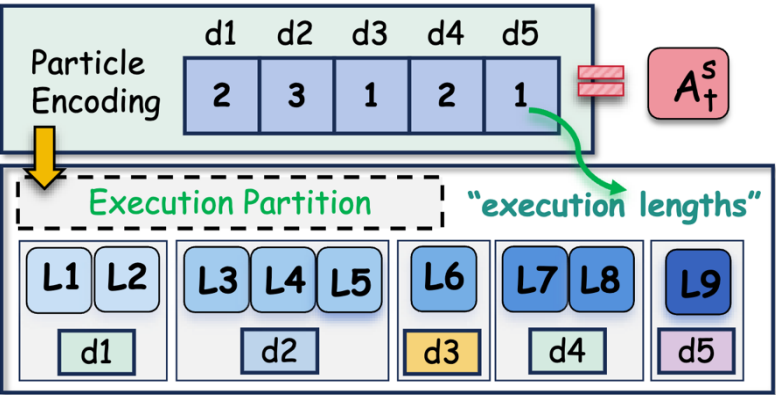 d1 d2 d3 d4 d5
Particle
Encoding
2 3 1 2 1
A_t^s
Execution Partition
“execution lengths”
L1 L2 L3 L4 L5 L6 L7 L8 L9
d1 d2 d3 d4 d5